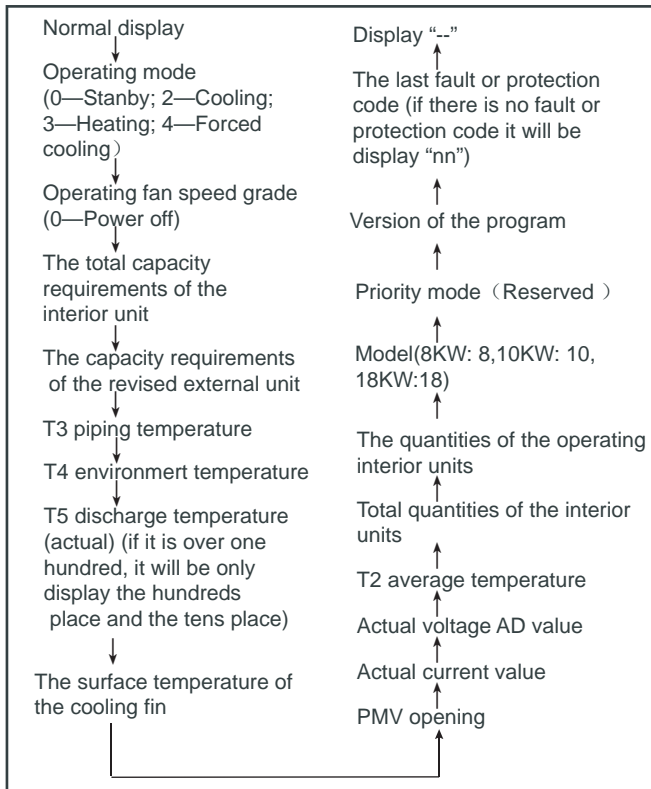 Normal display
Operating mode
(0—Stanby; 2—Cooling;
3—Heating; 4—Forced
cooling）
Operating fan speed grade
(0—Power off)
The total capacity
requirements of the
interior unit
The capacity requirements
of the revised external unit
T3 piping temperature
T4 environmert temperature
T5 discharge temperature
(actual) (if it is over one
hundred, it will be only
display the hundreds
place and the tens place)
The surface temperature of
the cooling fin
Display “--”
The last fault or protection
code (if there is no fault or
protection code it will be
display “nn”)
Version of the program
Priority mode（Reserved ）
Model(8KW: 8,10KW: 10,
18KW:18)
The quantities of the operating
interior units
Total quantities of the interior
units
T2 average temperature
Actual voltage AD value
Actual current value
PMV opening